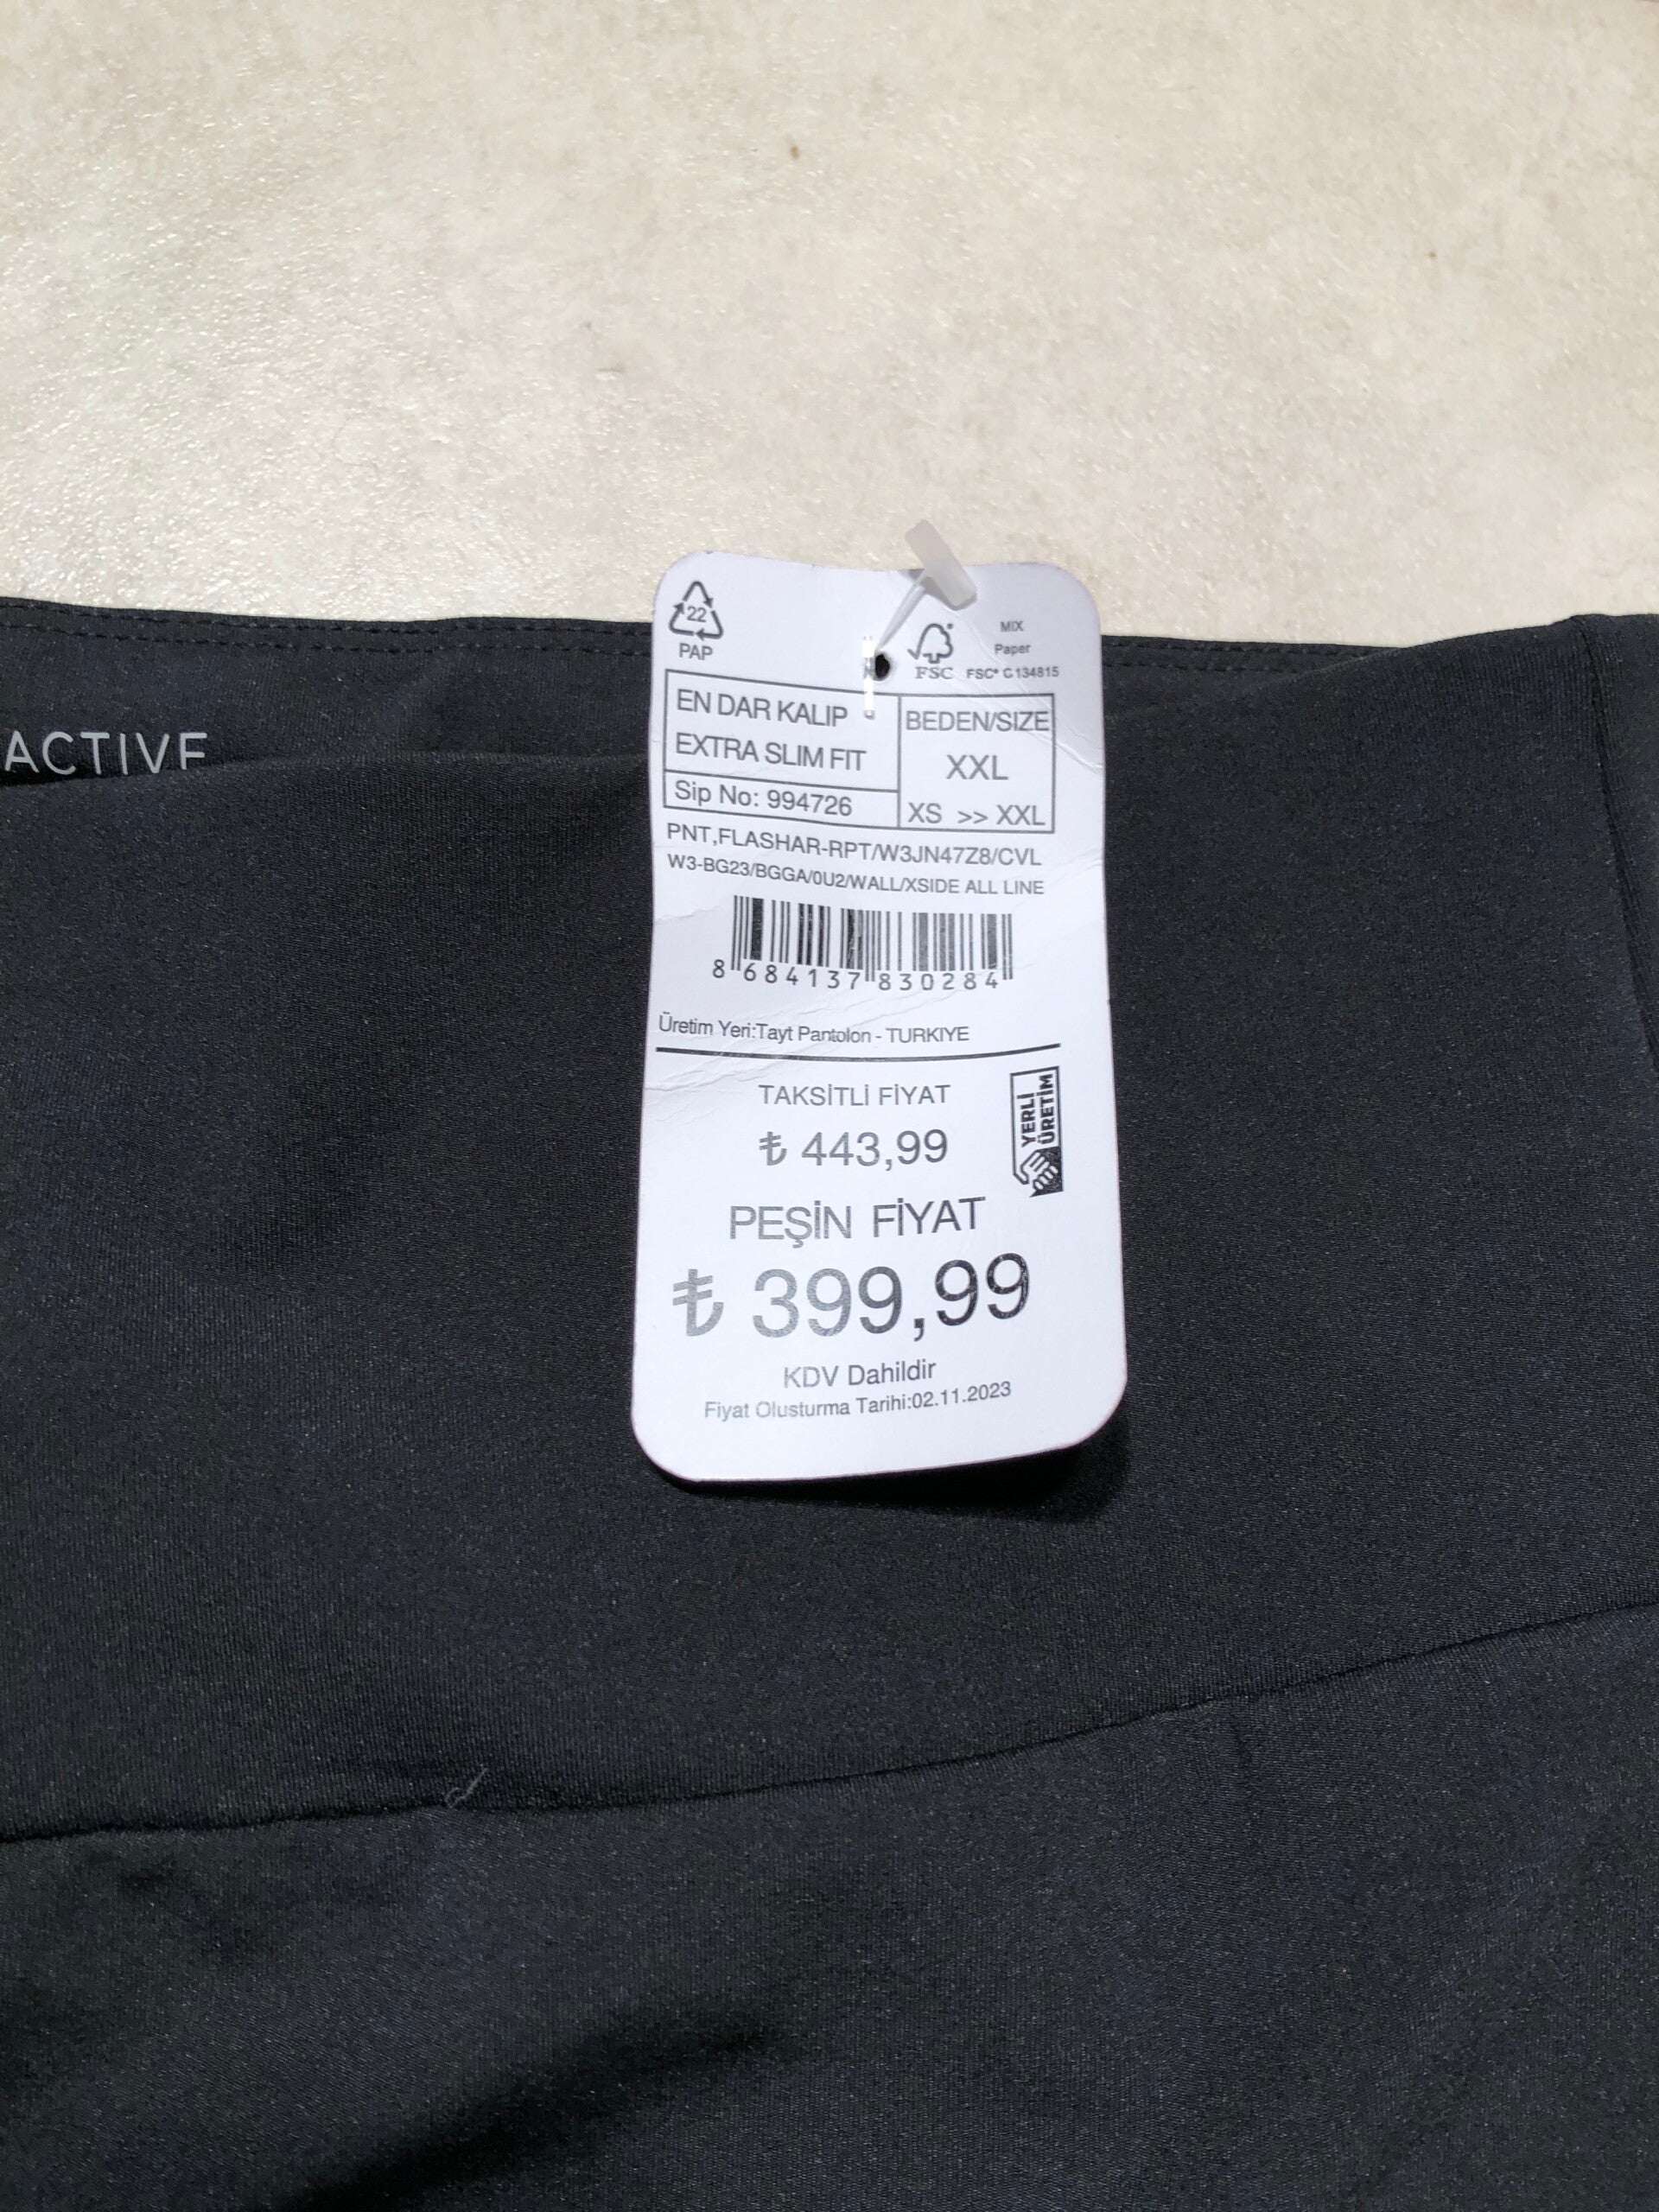 ACTIVE
22
PAP
FSC
MIX
Paper
FSC® C134815
EN DAR KALIP
EXTRA SLIM FIT
Sip No: 994726
BEDEN/SIZE
XXL
XS >> XXL
PNT,FLASHAR-RPT/W3JN47Z8/CVL
W3-BG23/BGGA/0U2/WALL/XSIDE ALL LINE
8 684137 830284
Üretim Yeri:Tayt Pantolon - TURKIYE
TAKSİTLİ FİYAT
₺ 443,99
YERLİ
ÜRETİM
PEŞİN FİYAT
₺ 399,99
KDV Dahildir
Fiyat Olusturma Tarihi:02.11.2023